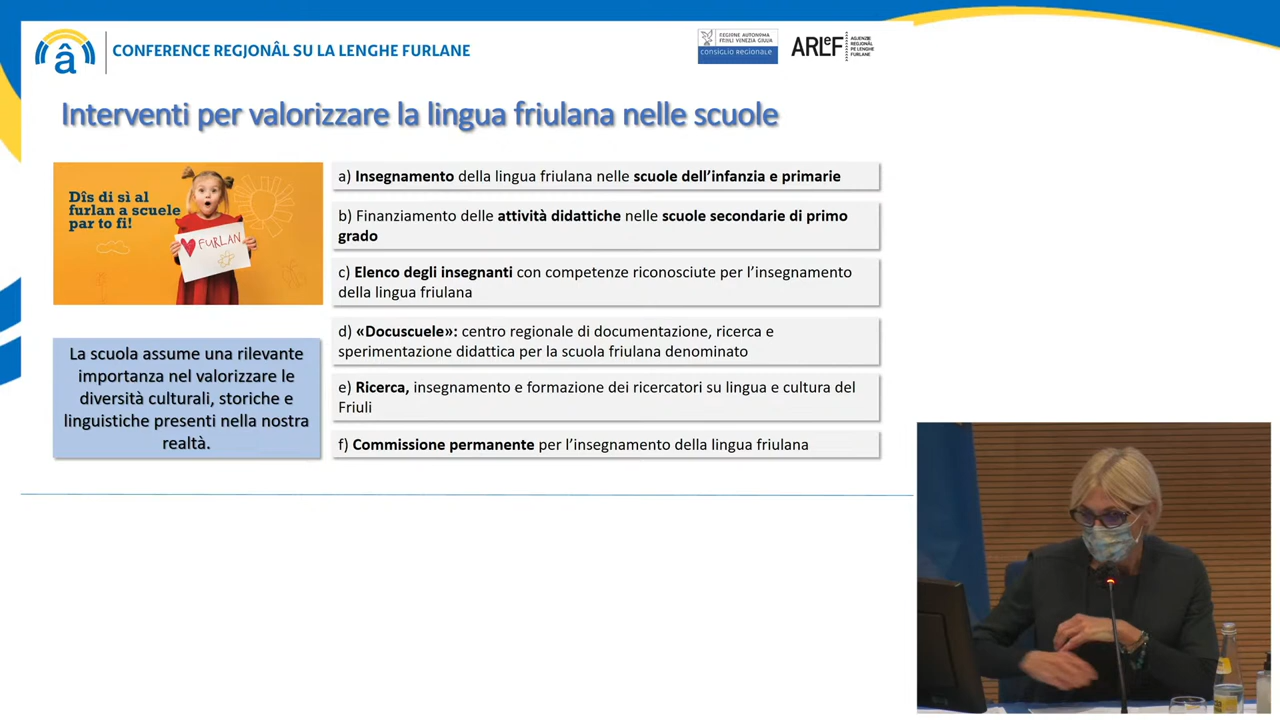 CONFERENCE REGJONÂL SU LA LENGHE FURLANE
â
REGIONE AUTONOMA
FRIULI VENEZIA GIULIA
CONSIGLIO REGIONALE
ARLeF
AGJENZIE
REGJONÂL
PE LENGHE
FURLANE
Interventi per valorizzare la lingua friulana nelle scuole
Dîs di sì al
furlan a scuele
par to fi!
FURLAN
La scuola assume una rilevante
importanza nel valorizzare le
diversità culturali, storiche e
linguistiche presenti nella nostra
realtà.
a) Insegnamento della lingua friulana nelle scuole dell’infanzia e primarie
b) Finanziamento delle attività didattiche nelle scuole secondarie di primo
grado
c) Elenco degli insegnanti con competenze riconosciute per l’insegnamento
della lingua friulana
d) «Docuscuele»: centro regionale di documentazione, ricerca e
sperimentazione didattica per la scuola friulana denominato
e) Ricerca, insegnamento e formazione dei ricercatori su lingua e cultura del
Friuli
f) Commissione permanente per l’insegnamento della lingua friulana